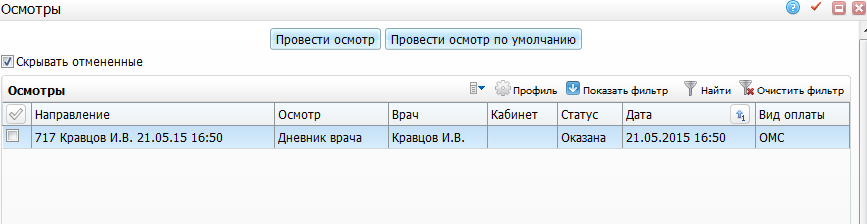 Осмотры
Провести осмотр Провести осмотр по умолчанию
Скрывать отмененные
Осмотры Профиль Показать фильтр Найти Очистить фильтр
Направление Осмотр Врач Кабинет Статус Дата 1 Вид оплаты
717 Кравцов И.В. 21.05.15 16:50 Дневник врача Кравцов И.В. Оказана 21.05.2015 16:50 ОМС